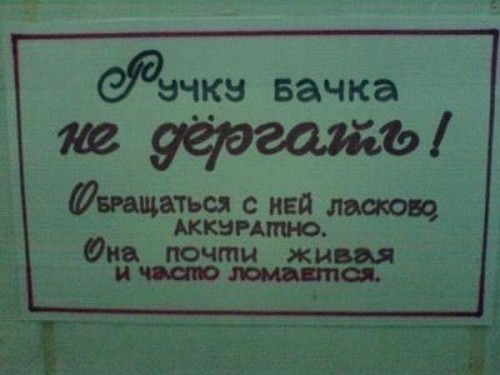 Ручку бачка
не дёргать!
Обращаться с ней ласково,
аккуратно.
Она почти живая
и часто ломается.